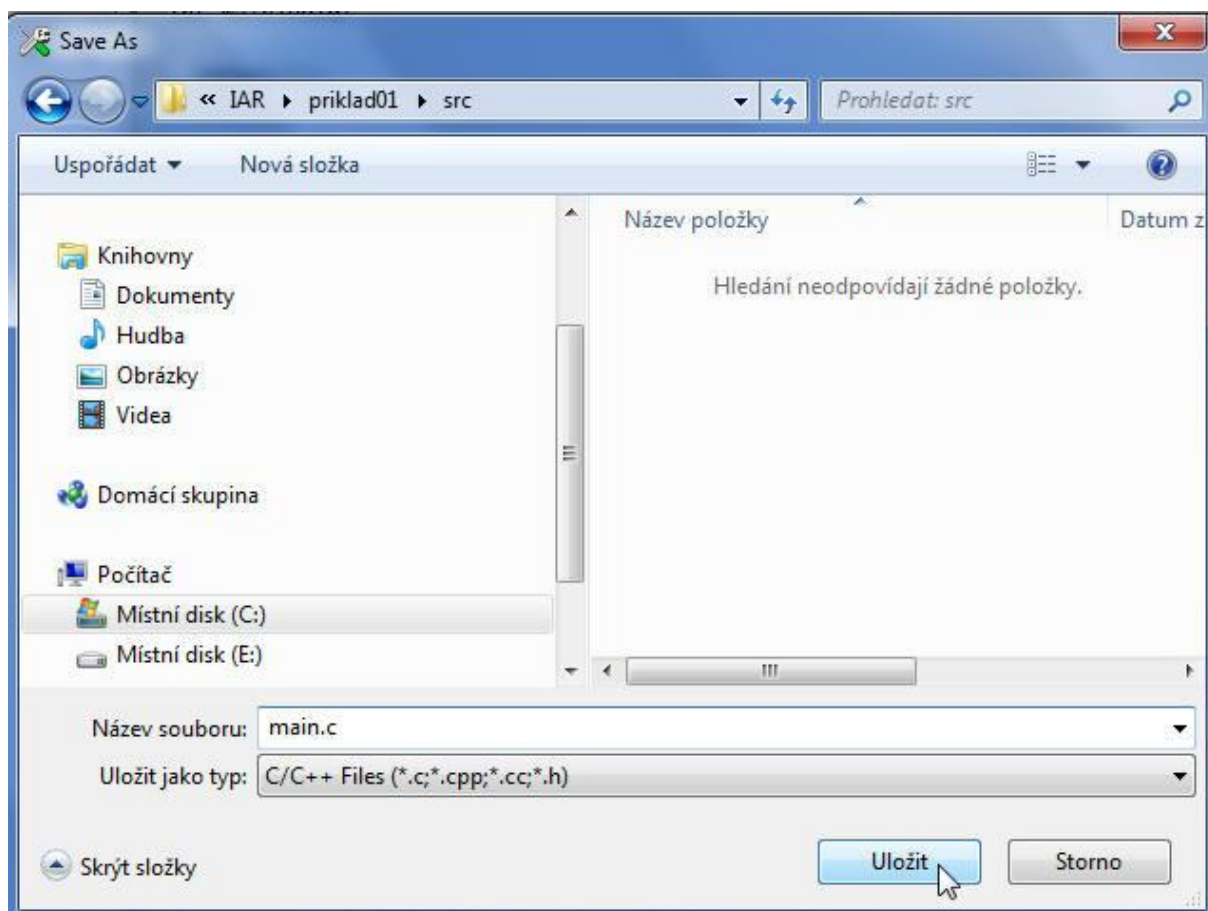 Save As
« IAR ▸ priklad01 ▸ src
Prohledat: src
Uspořádat
Nová složka
Název položky
Datum z
Hledání neodpovídají žádné položky.
Knihovny
Dokumenty
Hudba
Obrázky
Videa
Domácí skupina
Počítač
Místní disk (C:)
Místní disk (E:)
Název souboru: main.c
Uložit jako typ: C/C++ Files (*.c;*.cpp;*.cc;*.h)
Skrýt složky
Uložit
Storno